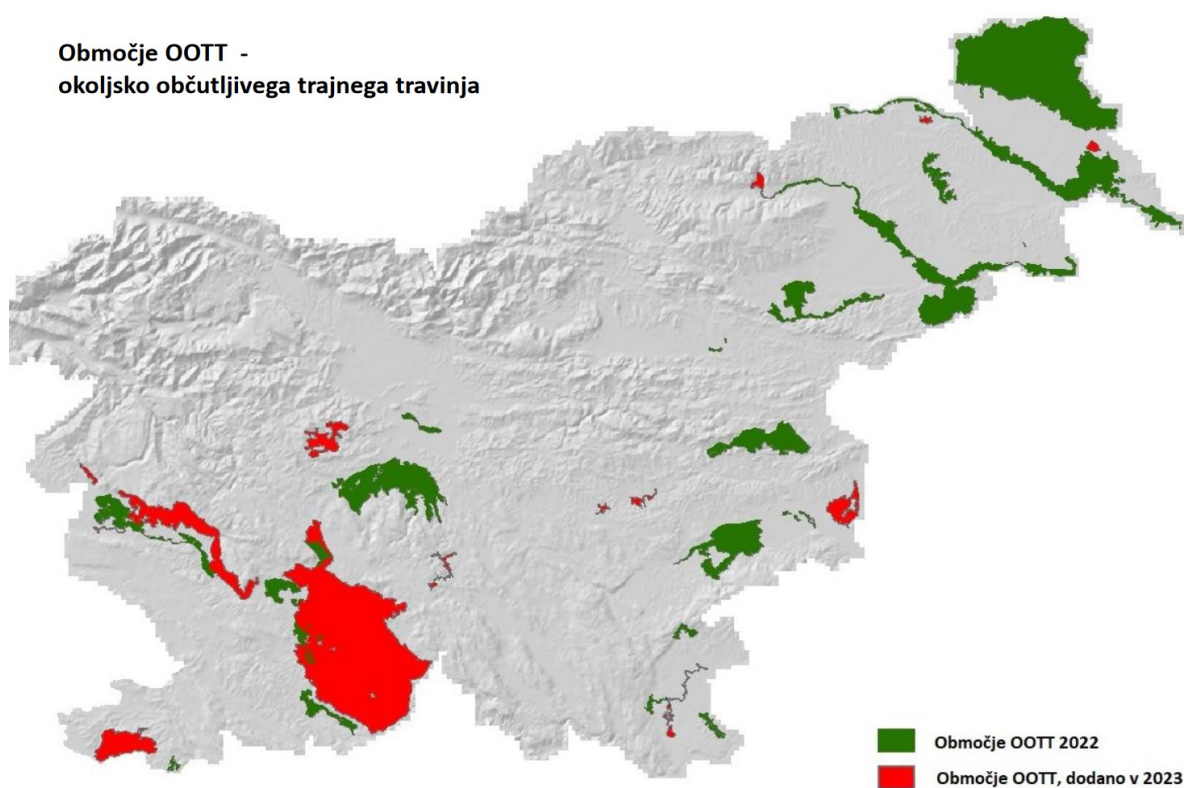 Območje OOTT -
okoljsko občutljivega trajnega travinja
Območje OOTT 2022
Območje OOTT, dodano v 2023